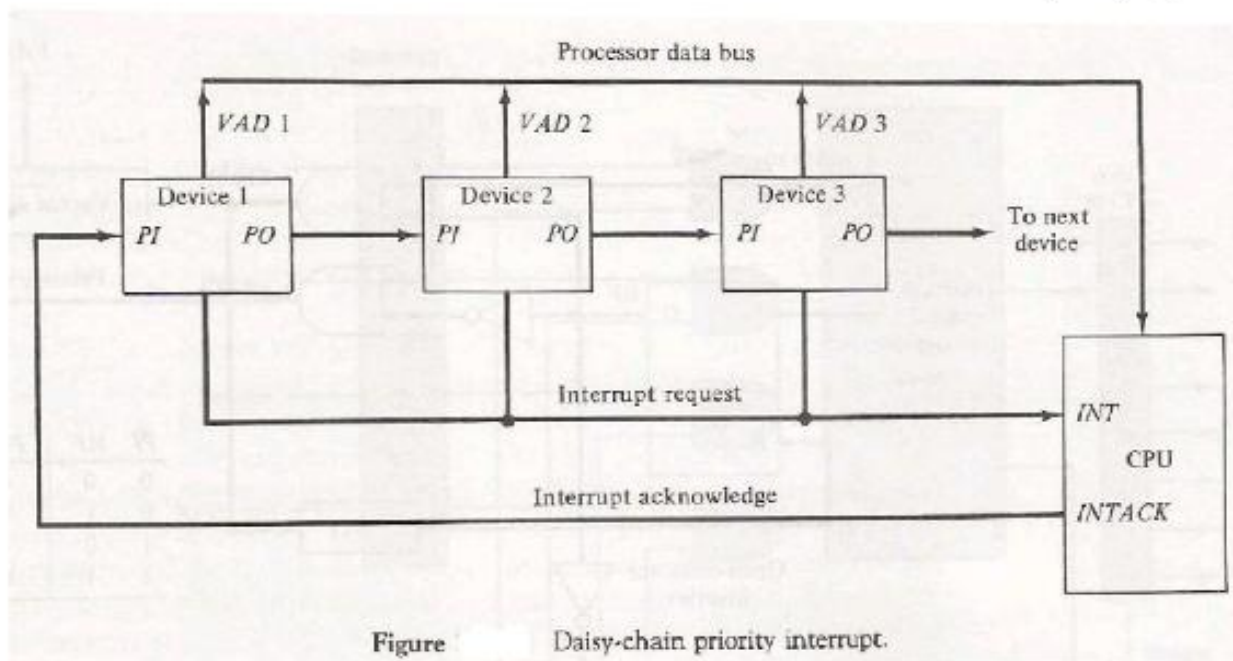 Processor data bus
VAD 1
VAD 2
VAD 3
Device 1
Device 2
Device 3
PI PO
PI PO
PI PO
To next
device
Interrupt request
INT
CPU
Interrupt acknowledge
INTACK
Figure Daisy-chain priority interrupt.